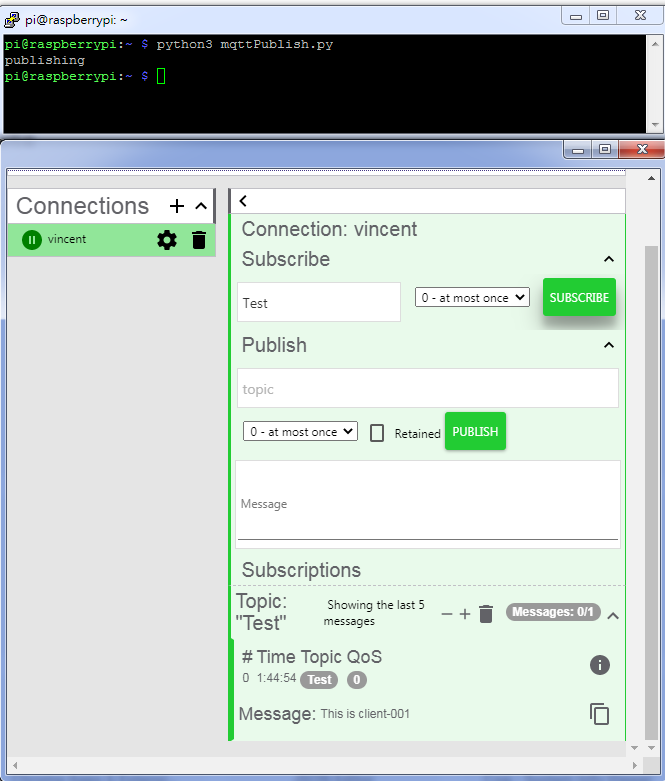 pi@raspberrypi: ~
pi@raspberrypi:~ $ python3 mqttPublish.py
publishing
pi@raspberrypi:~ $
Connections
vincent
Connection: vincent
Subscribe
Test
0 - at most once
SUBSCRIBE
Publish
topic
0 - at most once
Retained
PUBLISH
Message
Subscriptions
Topic: "Test"
Showing the last 5
messages
Messages: 0/1
# Time Topic QoS
0 1:44:54 Test 0
Message: This is client-001